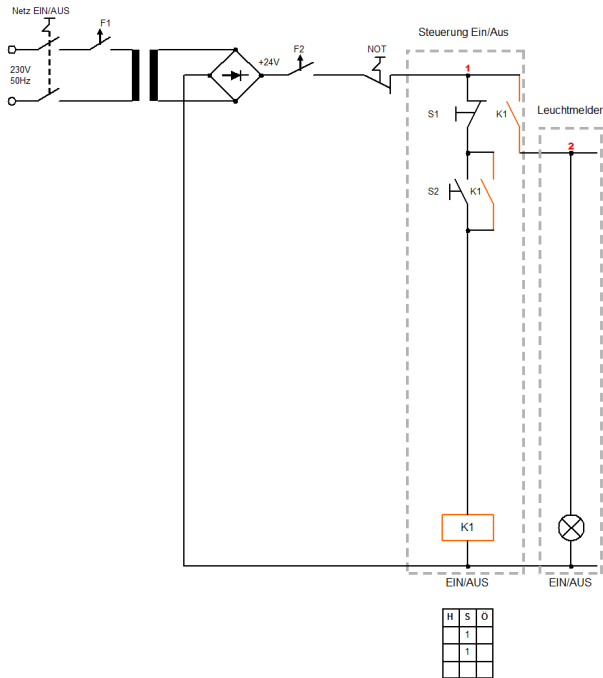 Netz EIN/AUS
F1
230V
50Hz
+24V
F2
NOT
Steuerung Ein/Aus
1
S1
K1
Leuchtmelder
2
S2
K1
K1
EIN/AUS
EIN/AUS
H S Ö
1
1